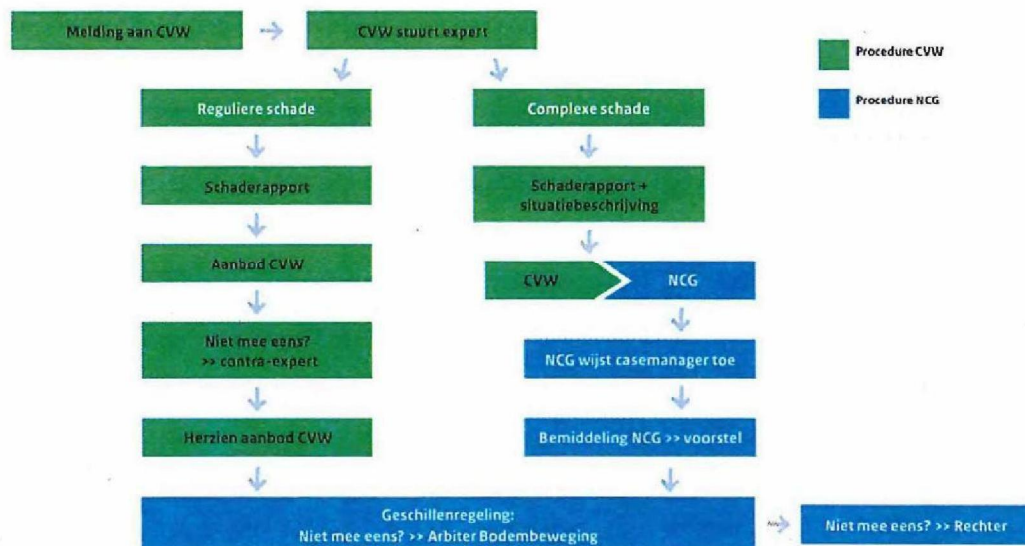 Melding aan CVW
CVW stuurt expert
Procedure CVW
Procedure NCG
Reguliere schade
Complexe schade
Schaderapport
Schaderapport +
situatiebeschrijving
Aanbod CVW
CVW
NCG
Niet mee eens?
>> contra-expert
NCG wijst casemanager toe
Herzien aanbod CVW
Bemiddeling NCG >> voorstel
Geschillenregeling:
Niet mee eens? >> Arbiter Bodembeweging
Niet mee eens? >> Rechter